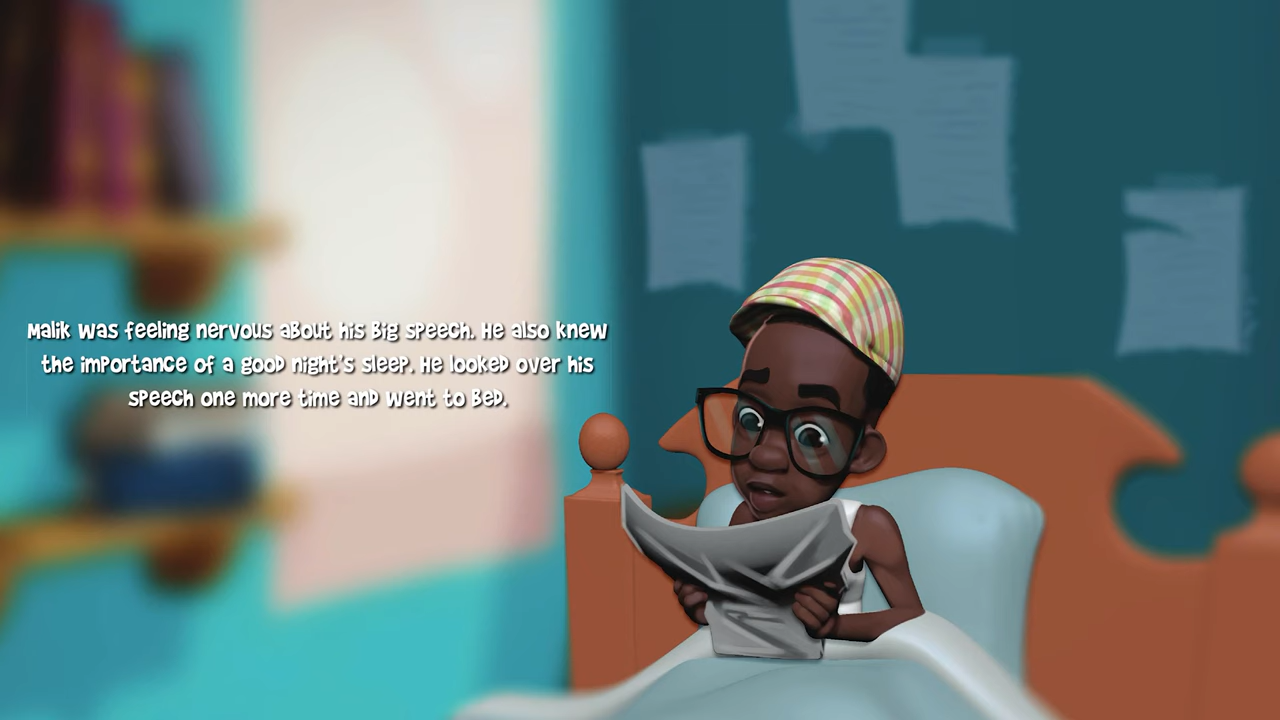 Malik was feeling nervous about his big speech. He also knew
the importance of a good night's sleep. He looked over his
speech one more time and went to bed.